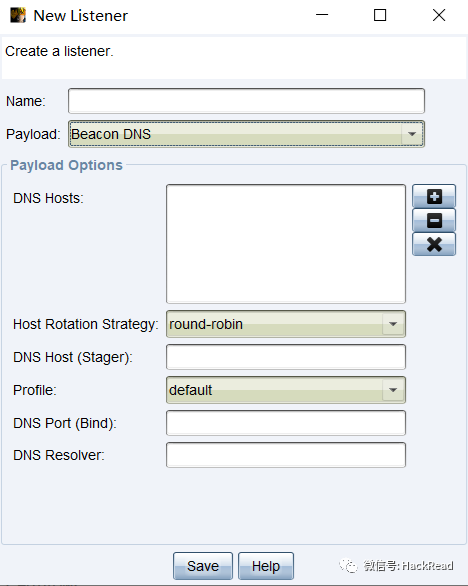 New Listener
Create a listener.
Name:
Payload: Beacon DNS
Payload Options
DNS Hosts:
Host Rotation Strategy: round-robin
DNS Host (Stager):
Profile: default
DNS Port (Bind):
DNS Resolver:
Save Help
微信号: HackRead